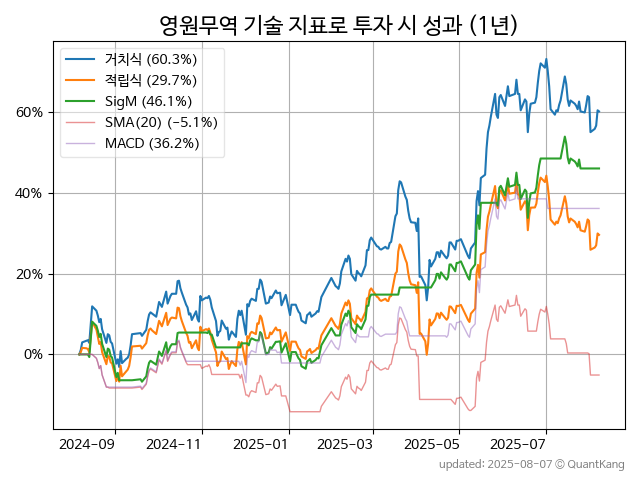 영원무역 기술 지표로 투자 시 성과 (1년)
거치식 (60.3%)
적립식 (29.7%)
SigM (46.1%)
SMA(20) (−5.1%)
MACD (36.2%)
60%
40%
20%
0%
2024-09 2024-11 2025-01 2025-03 2025-05 2025-07
updated: 2025-08-07 © QuantKang